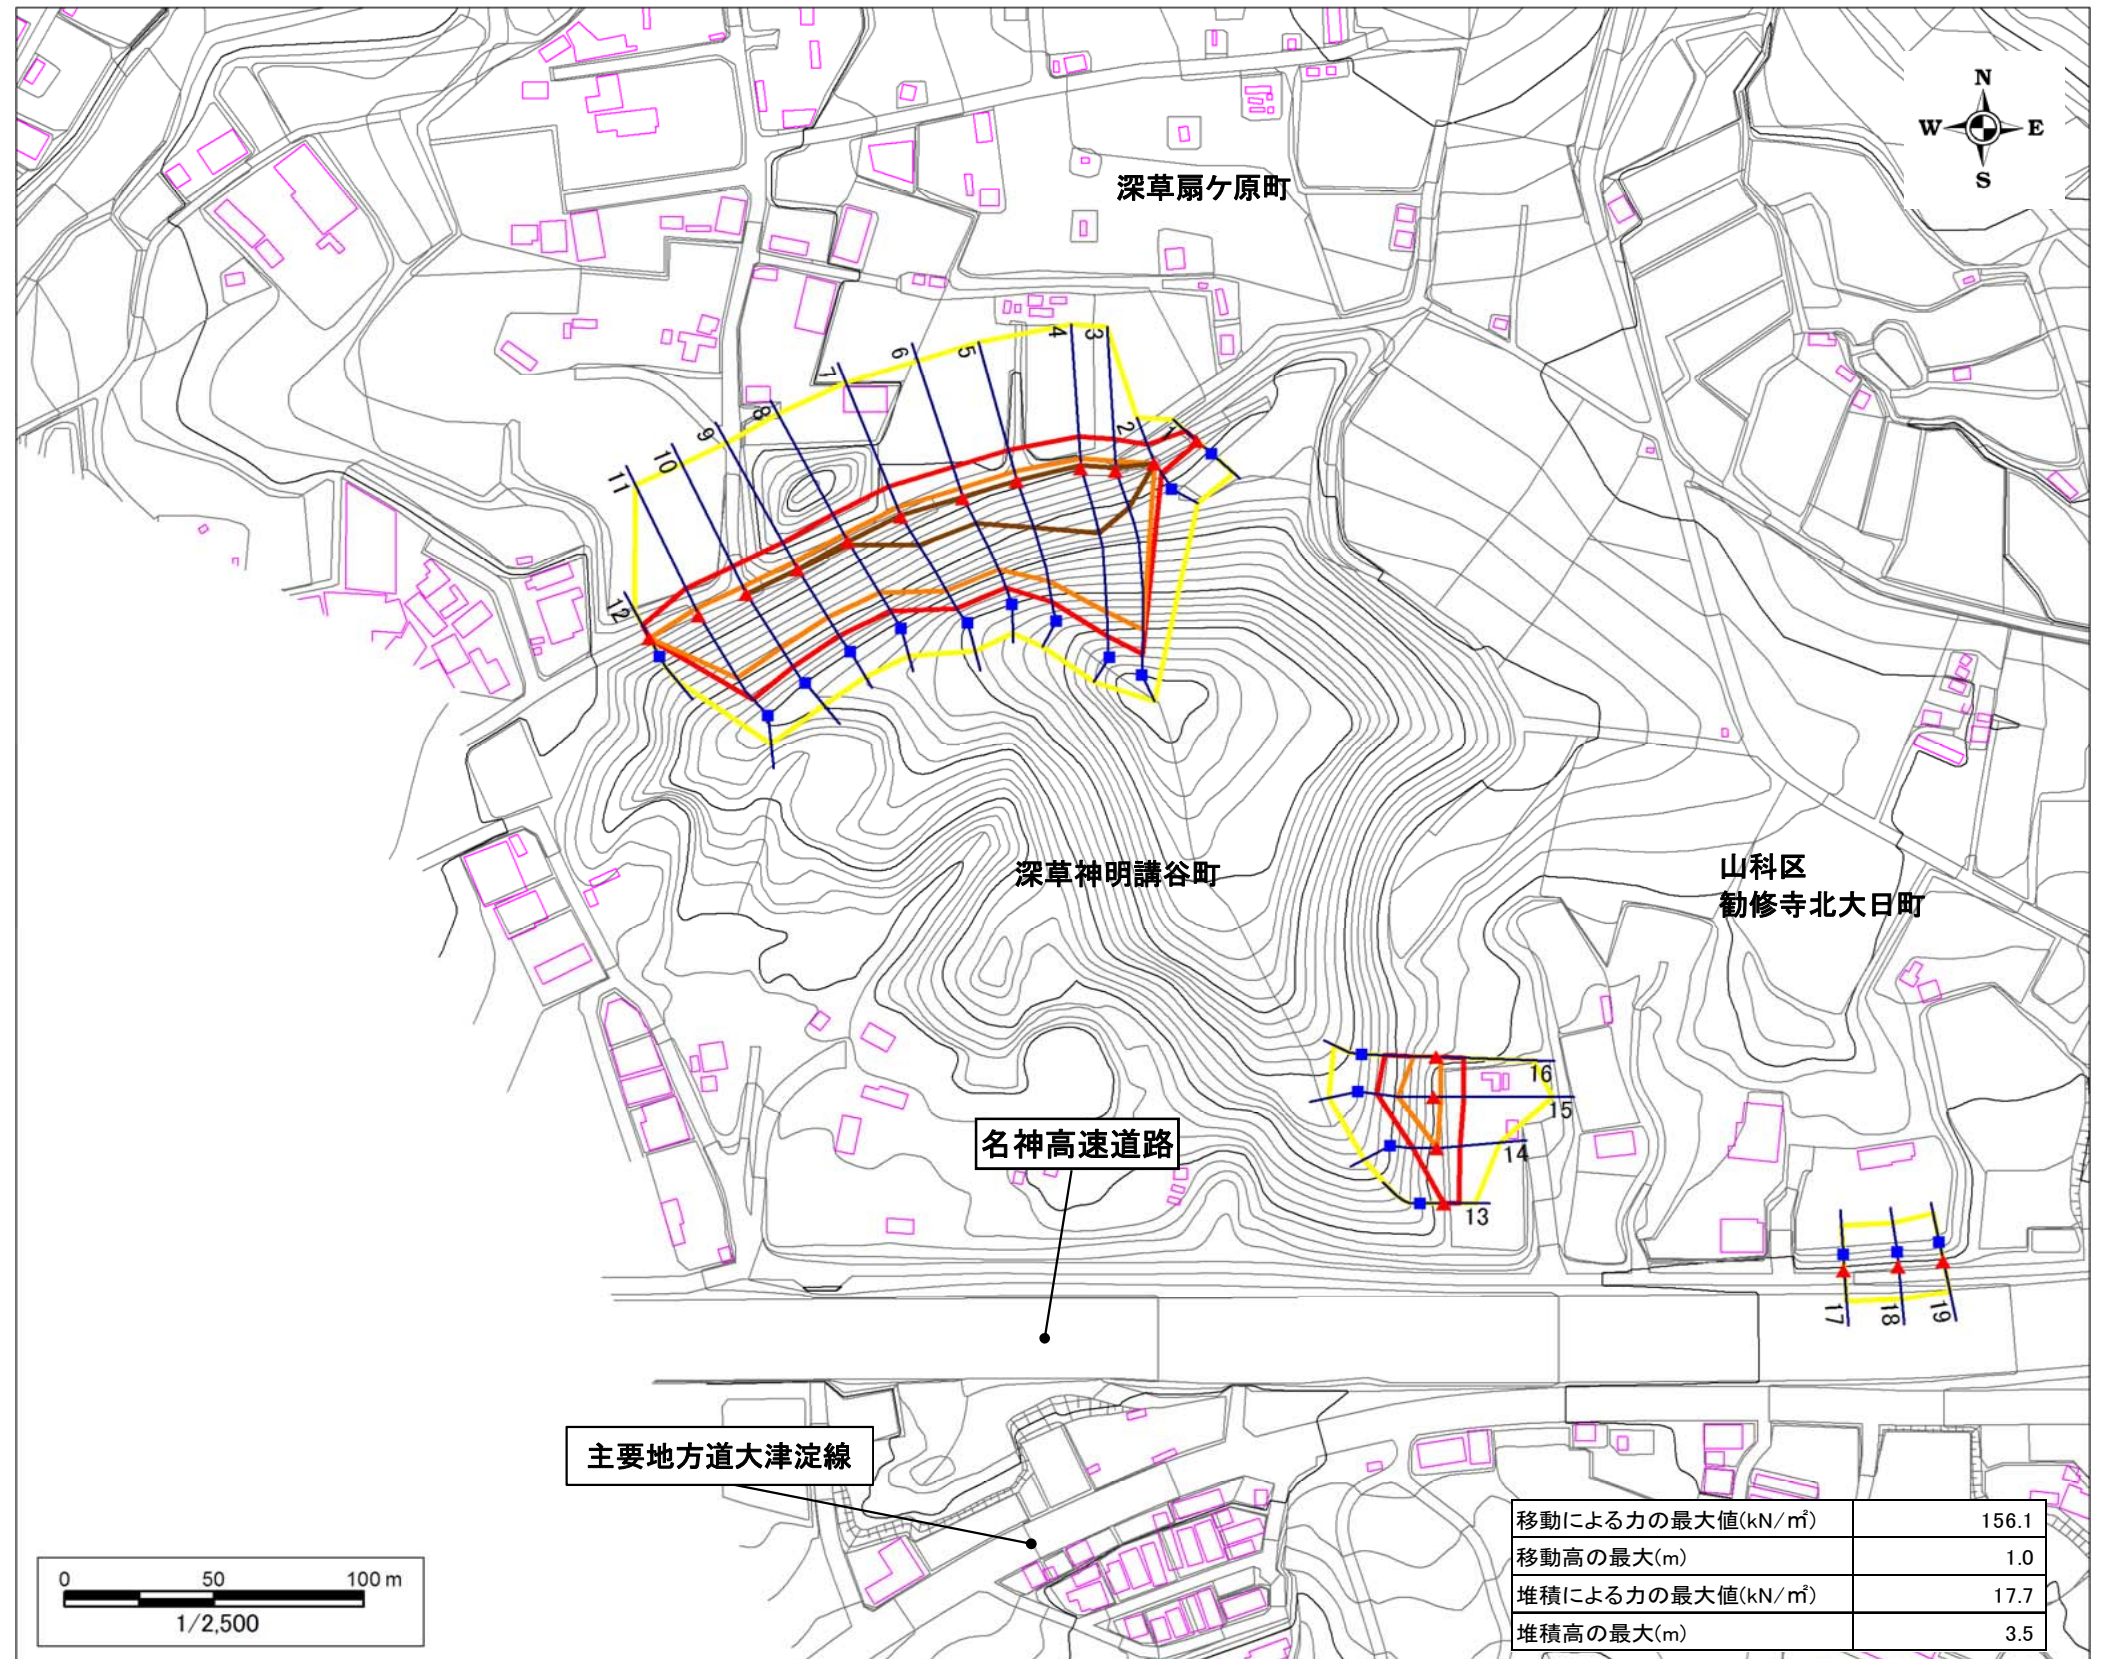 N
W E
S
深草扇ケ原町
4
3
5
6
7
8
9
10
11
12
2
1
深草神明講谷町
山科区
勧修寺北大日町
16
15
14
13
17
18
19
名神高速道路
主要地方道大津淀線
0 50 100 m
1/2,500
移動による力の最大値(kN/㎡) 156.1
移動高の最大(m) 1.0
堆積による力の最大値(kN/㎡) 17.7
堆積高の最大(m) 3.5